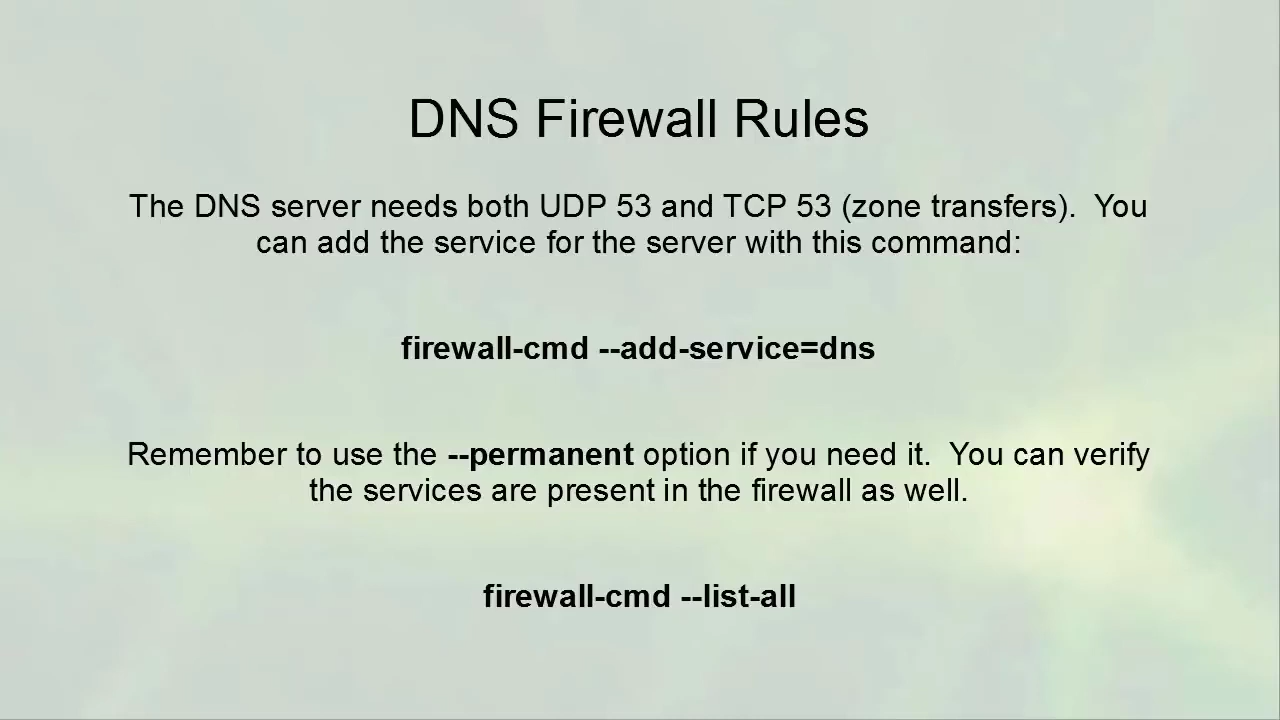 DNS Firewall Rules
The DNS server needs both UDP 53 and TCP 53 (zone transfers).  You
can add the service for the server with this command:
firewall-cmd --add-service=dns
Remember to use the --permanent option if you need it.  You can verify
the services are present in the firewall as well.
firewall-cmd --list-all